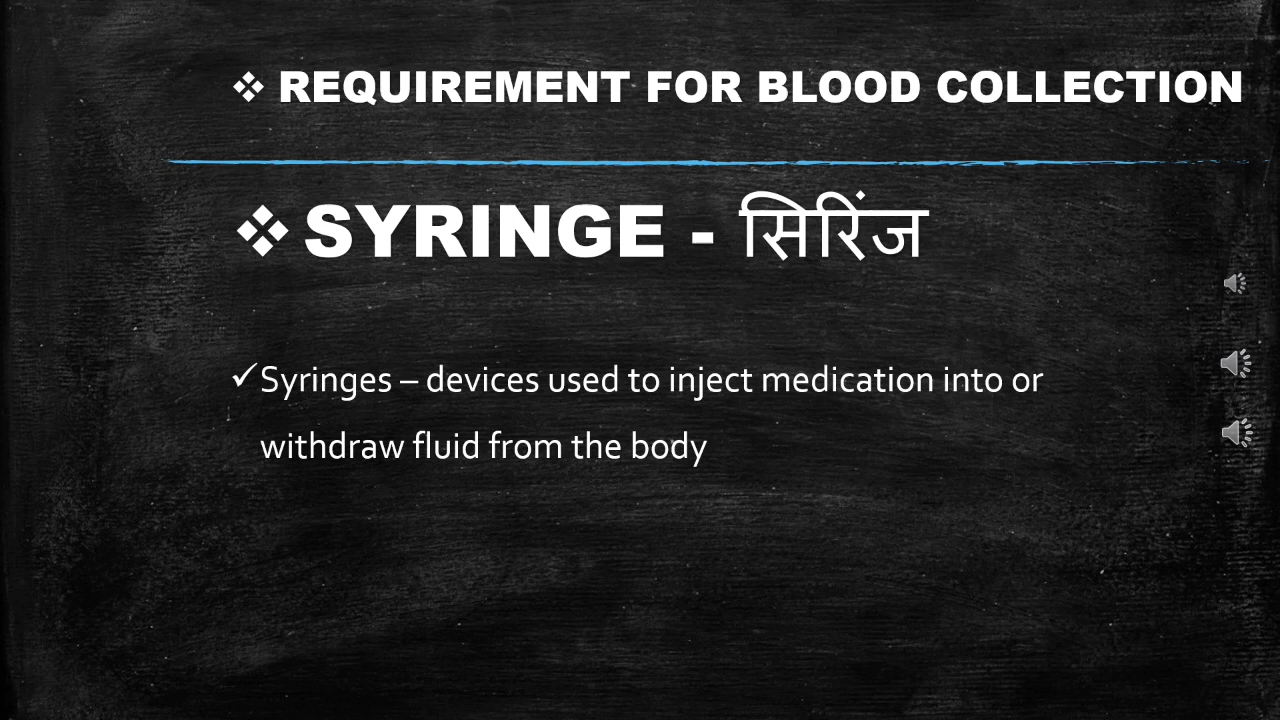 ❖ REQUIREMENT FOR BLOOD COLLECTION
❖ SYRINGE - सिरिंज
✓Syringes – devices used to inject medication into or
withdraw fluid from the body